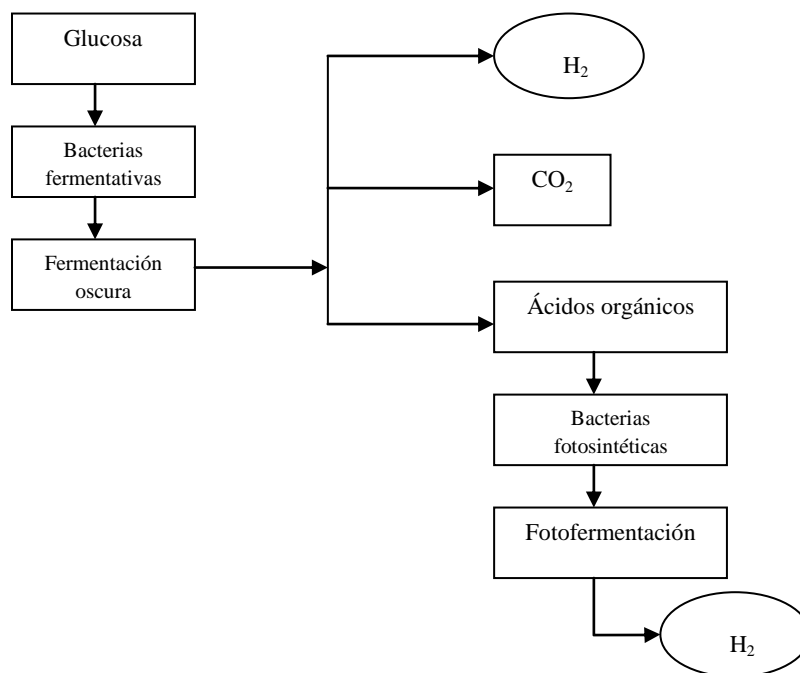 Glucosa
Bacterias
fermentativas
Fermentación
oscura
H₂
CO₂
Ácidos orgánicos
Bacterias
fotosintéticas
Fotofermentación
H₂